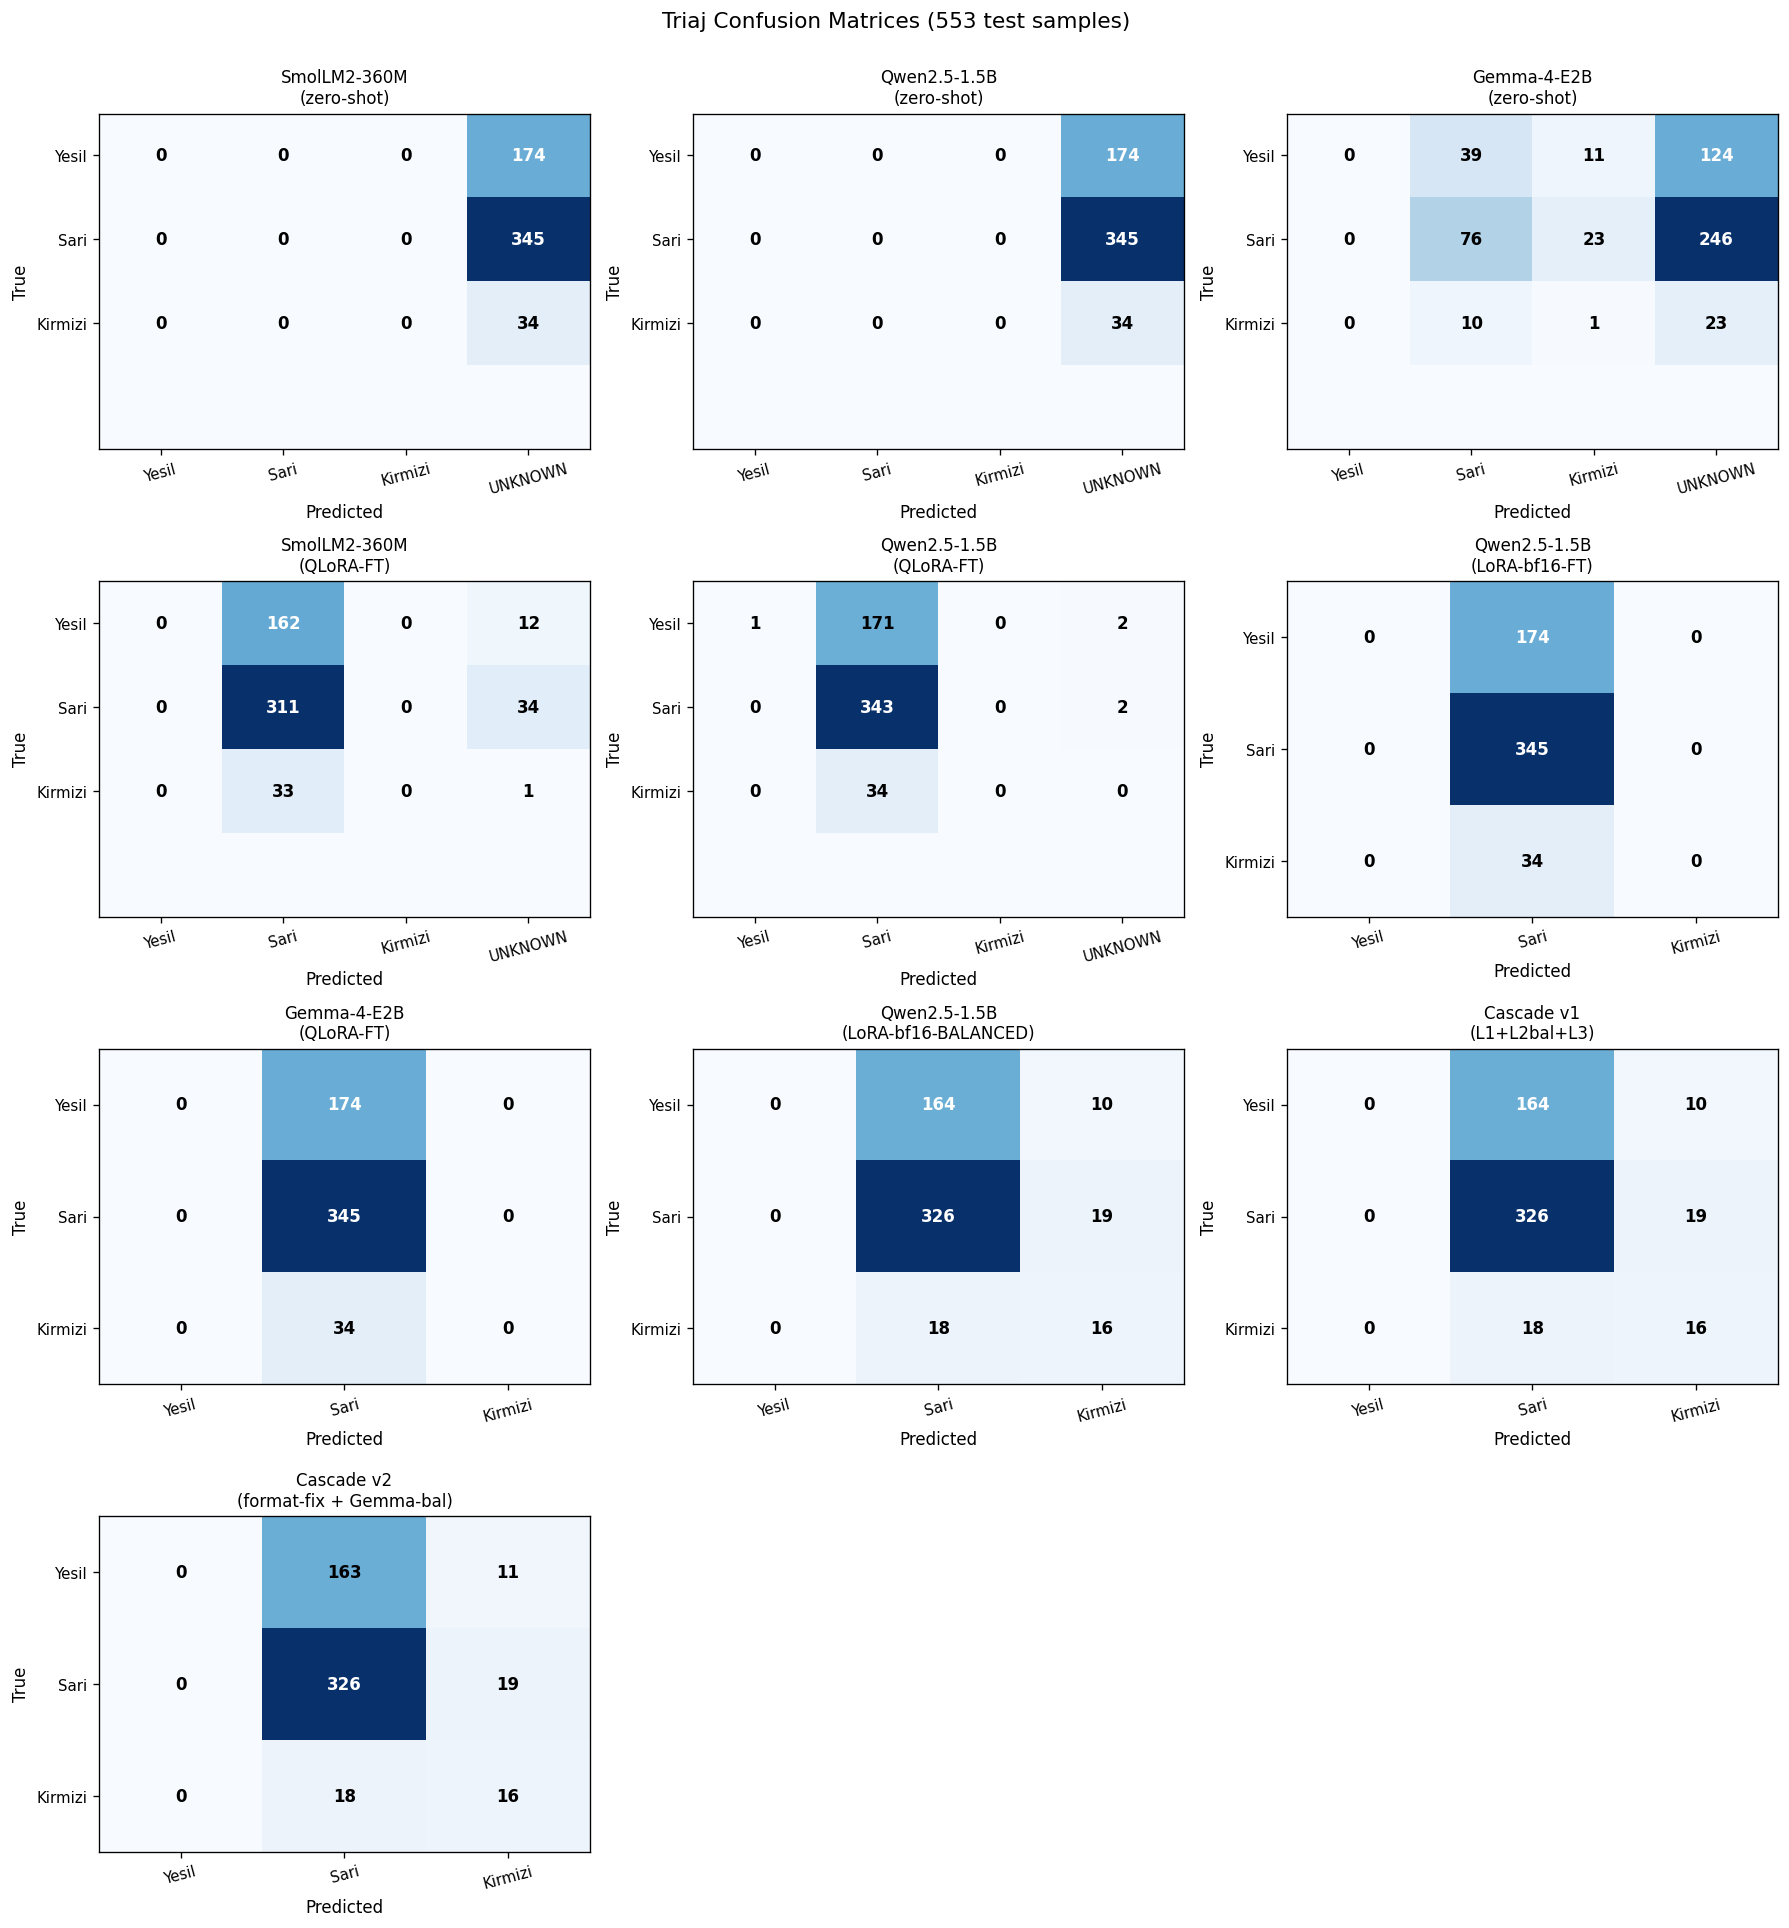 Triaj Confusion Matrices (553 test samples)
SmolLM2-360M
(zero-shot)
True
Yesil 0 0 0 174
Sari 0 0 0 345
Kirmizi 0 0 0 34
Yesil Sari Kirmizi UNKNOWN
Predicted
Qwen2.5-1.5B
(zero-shot)
True
Yesil 0 0 0 174
Sari 0 0 0 345
Kirmizi 0 0 0 34
Yesil Sari Kirmizi UNKNOWN
Predicted
Gemma-4-E2B
(zero-shot)
True
Yesil 0 39 11 124
Sari 0 76 23 246
Kirmizi 0 10 1 23
Yesil Sari Kirmizi UNKNOWN
Predicted
SmolLM2-360M
(QLoRA-FT)
True
Yesil 0 162 0 12
Sari 0 311 0 34
Kirmizi 0 33 0 1
Yesil Sari Kirmizi UNKNOWN
Predicted
Qwen2.5-1.5B
(QLoRA-FT)
True
Yesil 1 171 0 2
Sari 0 343 0 2
Kirmizi 0 34 0 0
Yesil Sari Kirmizi UNKNOWN
Predicted
Qwen2.5-1.5B
(LoRA-bf16-FT)
True
Yesil 0 174 0
Sari 0 345 0
Kirmizi 0 34 0
Yesil Sari Kirmizi
Predicted
Gemma-4-E2B
(QLoRA-FT)
True
Yesil 0 174 0
Sari 0 345 0
Kirmizi 0 34 0
Yesil Sari Kirmizi
Predicted
Qwen2.5-1.5B
(LoRA-bf16-BALANCED)
True
Yesil 0 164 10
Sari 0 326 19
Kirmizi 0 18 16
Yesil Sari Kirmizi
Predicted
Cascade v1
(L1+L2bal+L3)
True
Yesil 0 164 10
Sari 0 326 19
Kirmizi 0 18 16
Yesil Sari Kirmizi
Predicted
Cascade v2
(format-fix + Gemma-bal)
True
Yesil 0 163 11
Sari 0 326 19
Kirmizi 0 18 16
Yesil Sari Kirmizi
Predicted